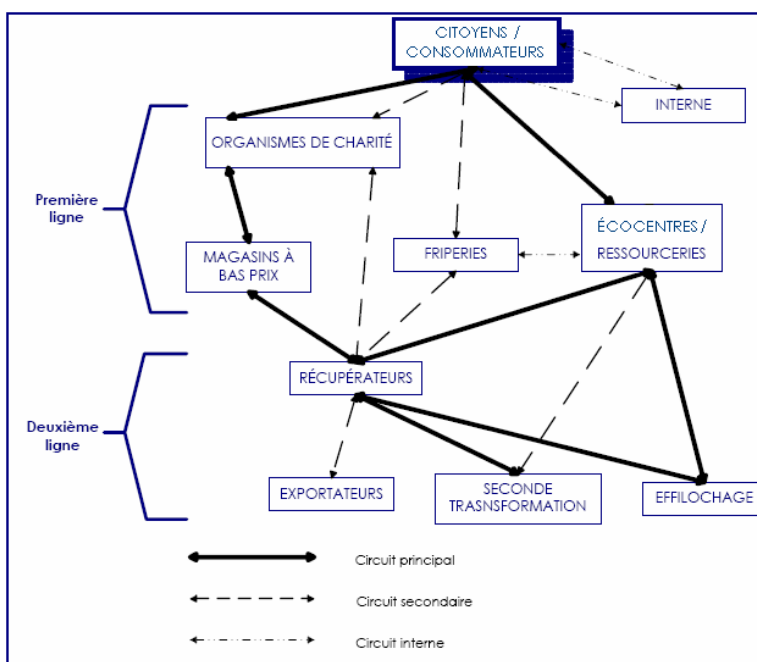 CITOYENS /
CONSOMMATEURS
INTERNE
ORGANISMES DE CHARITÉ
Première
ligne
ÉCOCENTRES /
RESSOURCERIES
MAGASINS À
BAS PRIX
FRIPERIES
RÉCUPÉRATEURS
Deuxième
ligne
EXPORTATEURS
SECONDE
TRASNSFORMATION
EFFILOCHAGE
Circuit principal
Circuit secondaire
Circuit interne